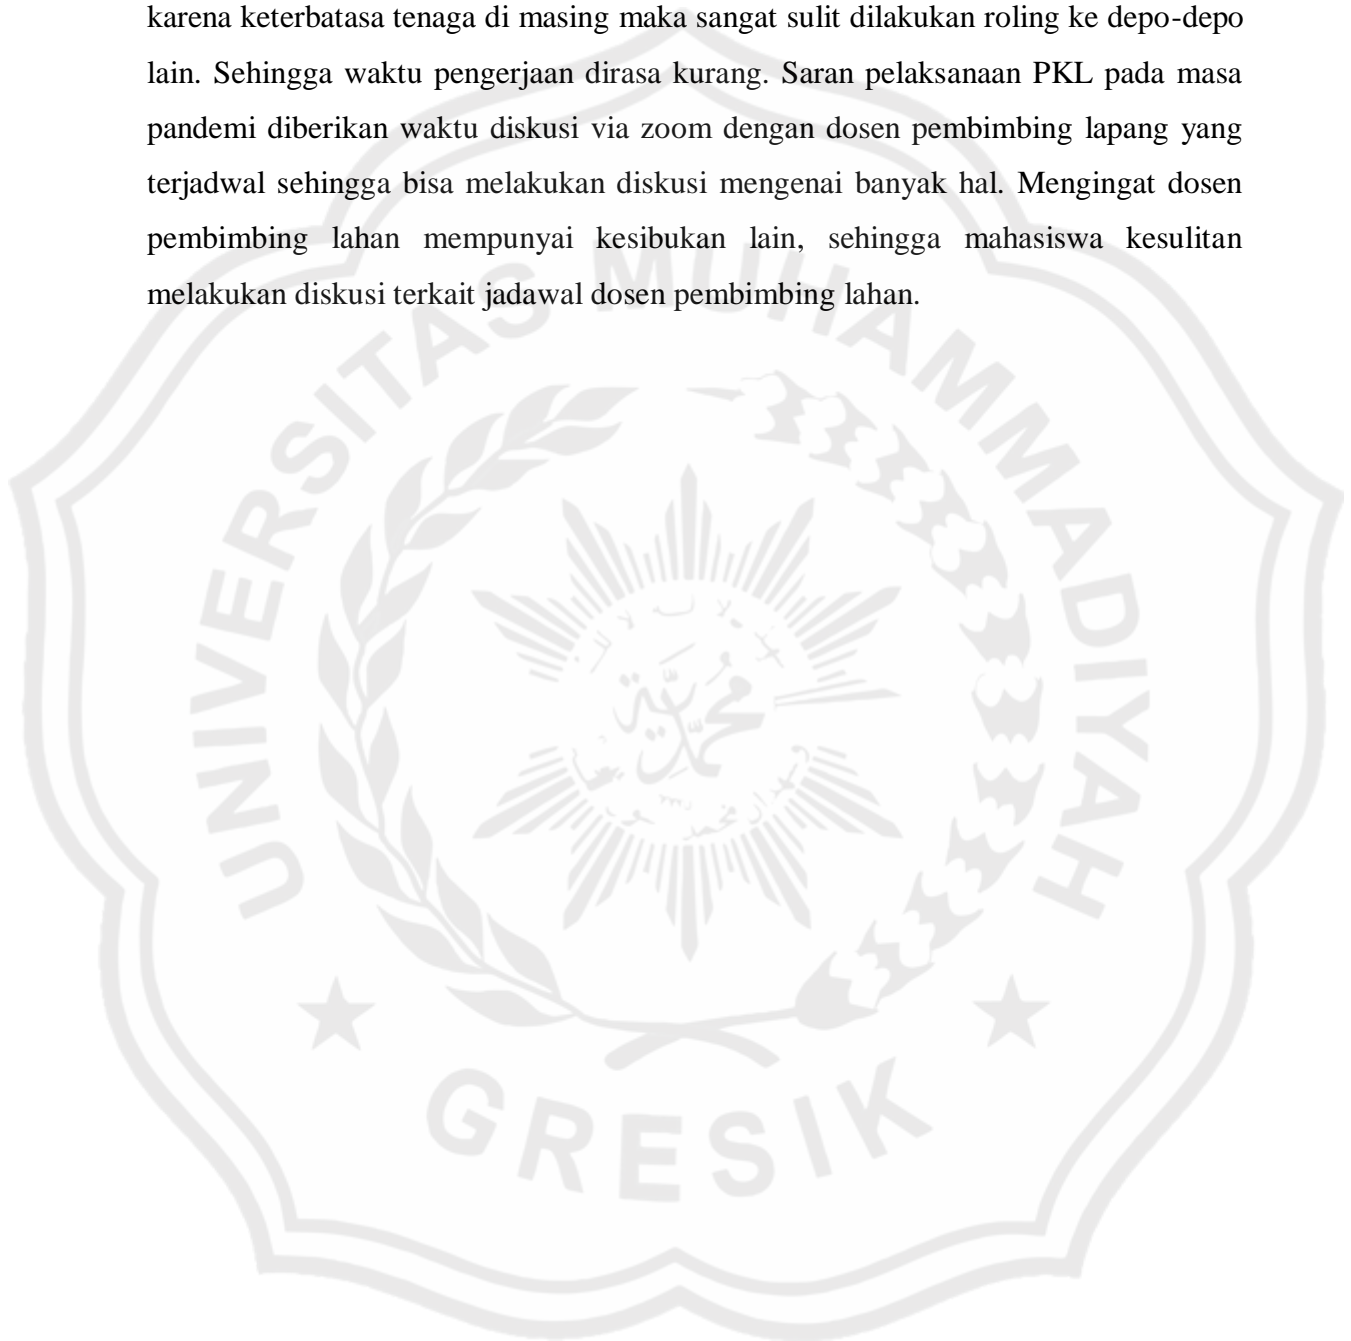 karena keterbatasa tenaga di masing maka sangat sulit dilakukan roling ke depo-depo
lain. Sehingga waktu pengerjaan dirasa kurang. Saran pelaksanaan PKL pada masa
pandemi diberikan waktu diskusi via zoom dengan dosen pembimbing lapang yang
terjadwal sehingga bisa melakukan diskusi mengenai banyak hal. Mengingat dosen
pembimbing lahan mempunyai kesibukan lain, sehingga mahasiswa kesulitan
melakukan diskusi terkait jadawal dosen pembimbing lahan.
UNIVERSITAS MUHAMMADIYAH
محمدية
GRESIK